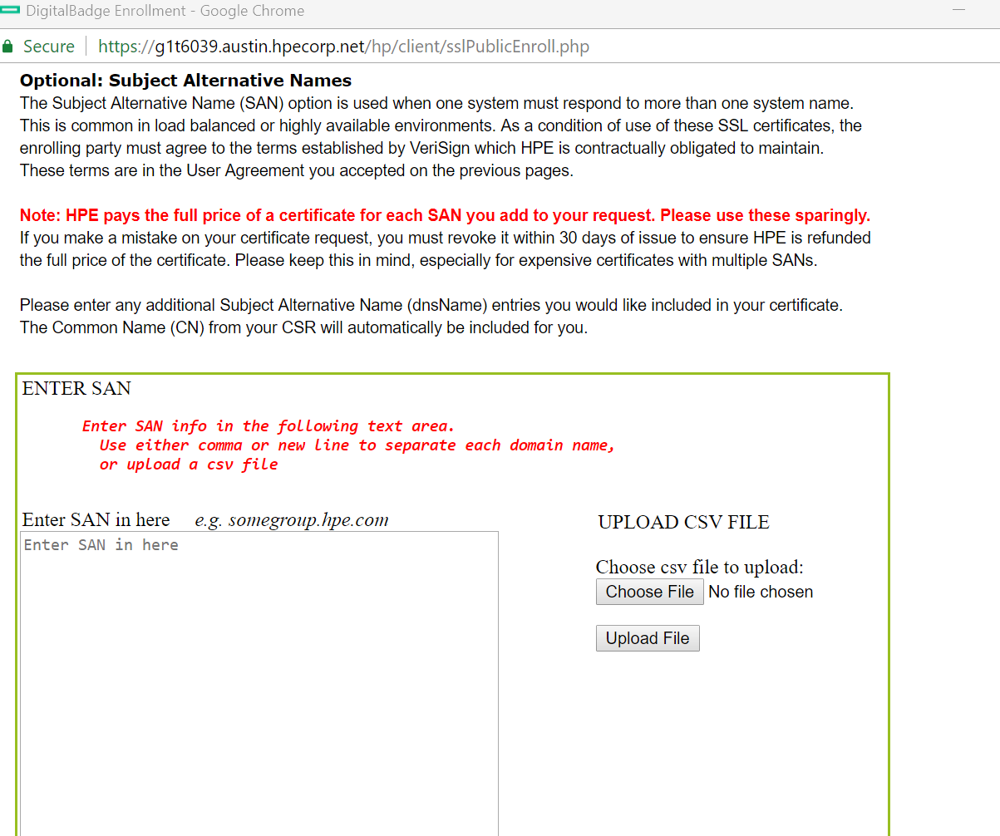 DigitalBadge Enrollment - Google Chrome
Secure https://g1t6039.austin.hpecorp.net/hp/client/sslPublicEnroll.php
Optional: Subject Alternative Names
The Subject Alternative Name (SAN) option is used when one system must respond to more than one system name.
This is common in load balanced or highly available environments. As a condition of use of these SSL certificates, the
enrolling party must agree to the terms established by VeriSign which HPE is contractually obligated to maintain.
These terms are in the User Agreement you accepted on the previous pages.
Note: HPE pays the full price of a certificate for each SAN you add to your request. Please use these sparingly.
If you make a mistake on your certificate request, you must revoke it within 30 days of issue to ensure HPE is refunded
the full price of the certificate. Please keep this in mind, especially for expensive certificates with multiple SANs.
Please enter any additional Subject Alternative Name (dnsName) entries you would like included in your certificate.
The Common Name (CN) from your CSR will automatically be included for you.
ENTER SAN
Enter SAN info in the following text area.
Use either comma or new line to separate each domain name,
or upload a csv file
Enter SAN in here e.g. somegroup.hpe.com
Enter SAN in here
UPLOAD CSV FILE
Choose csv file to upload:
Choose File No file chosen
Upload File